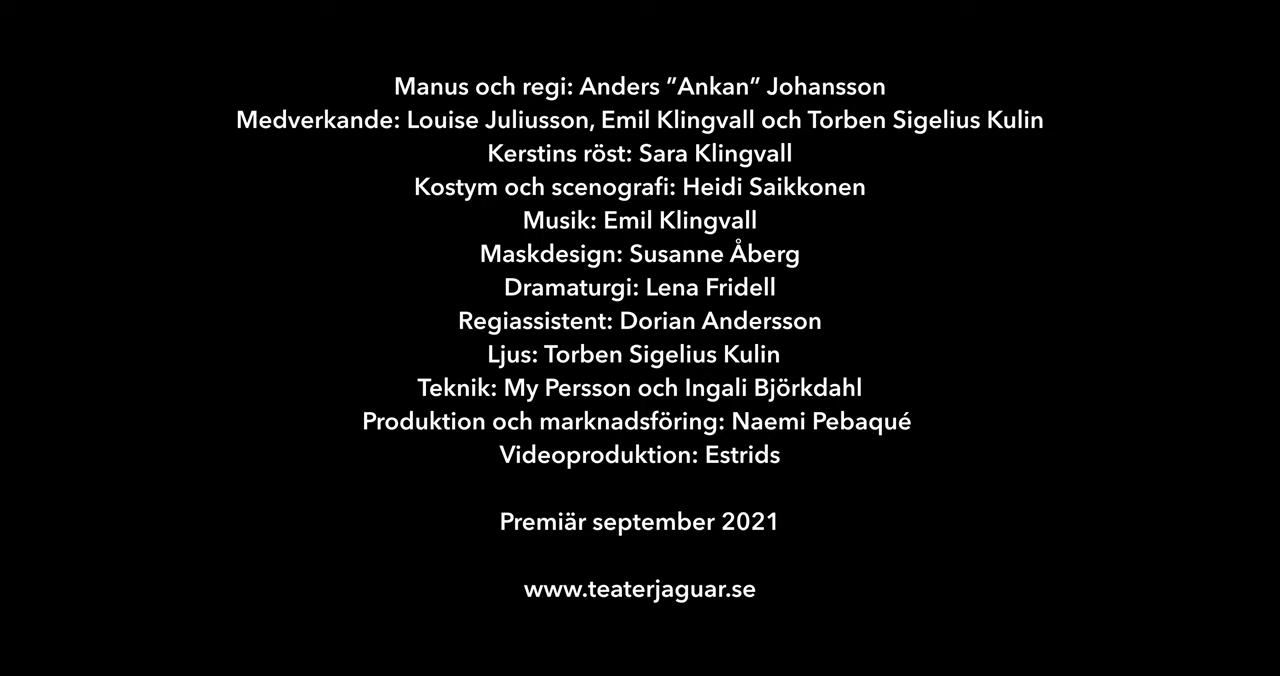 Manus och regi: Anders ”Ankan” Johansson
Medverkande: Louise Juliusson, Emil Klingvall och Torben Sigelius Kulin
Kerstins röst: Sara Klingvall
Kostym och scenografi: Heidi Saikkonen
Musik: Emil Klingvall
Maskdesign: Susanne Åberg
Dramaturgi: Lena Fridell
Regiassistent: Dorian Andersson
Ljus: Torben Sigelius Kulin
Teknik: My Persson och Ingali Björkdahl
Produktion och marknadsföring: Naemi Pebaqué
Videoproduktion: Estrids
Premiär september 2021
www.teaterjaguar.se